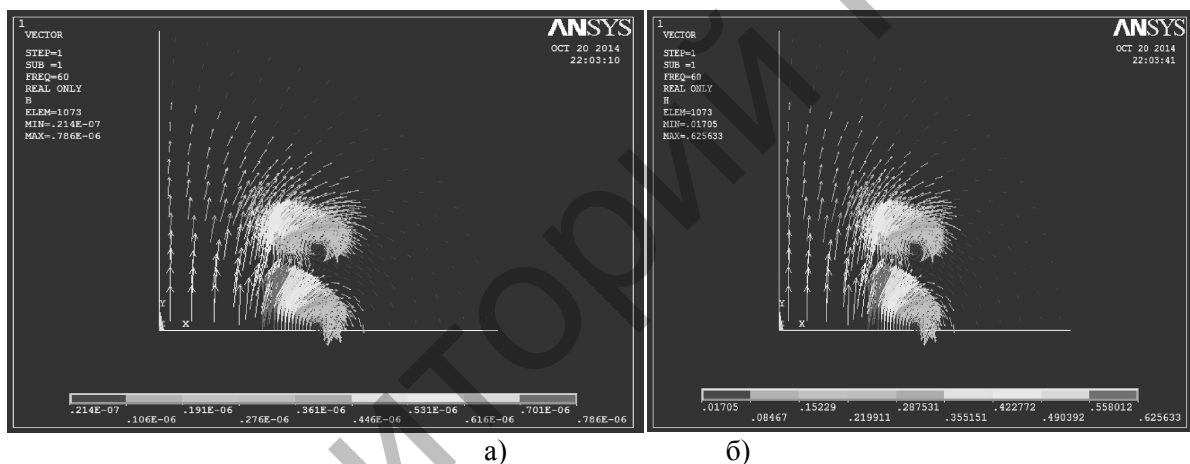 1
VECTOR
STEP=1
SUB =1
FREQ=60
REAL ONLY
B
ELEM=1073
MIN=.214E-07
MAX=.786E-06
ANSYS
OCT 20 2014
22:03:10
Y
X
.214E-07 .191E-06 .361E-06 .531E-06 .701E-06
.106E-06 .276E-06 .446E-06 .616E-06 .786E-06
а)
1
VECTOR
STEP=1
SUB =1
FREQ=60
REAL ONLY
H
ELEM=1073
MIN=.01705
MAX=.625633
ANSYS
OCT 20 2014
22:03:41
Y
X
.01705 .15229 .287531 .422772 .558012
.08467 .219911 .355151 .490392 .625633
б)
иторий